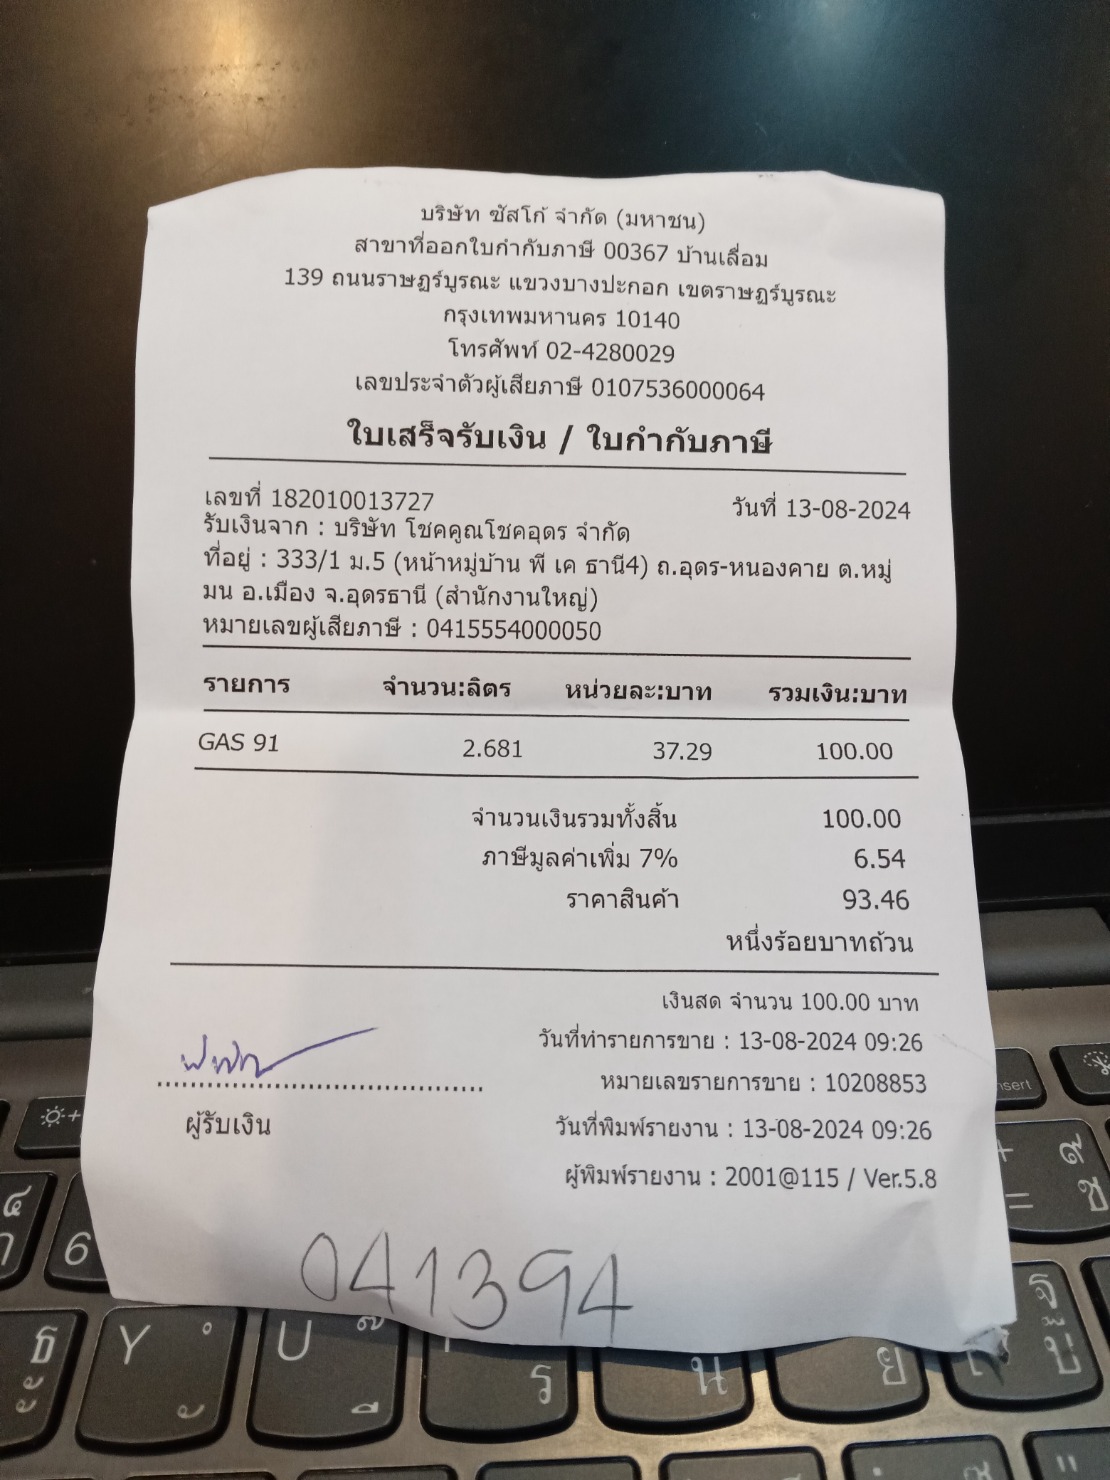 บริษัท ซัสโก้ จำกัด (มหาชน)
สาขาที่ออกใบกำกับภาษี 00367 บ้านเลื่อม
139 ถนนราษฏร์บูรณะ แขวงบางปะกอก เขตราษฏร์บูรณะ
กรุงเทพมหานคร 10140
โทรศัพท์ 02-4280029
เลขประจำตัวผู้เสียภาษี 0107536000064
ใบเสร็จรับเงิน / ใบกำกับภาษี
เลขที่ 182010013727 วันที่ 13-08-2024
รับเงินจาก : บริษัท โชคคูณโชคอุดร จำกัด
ที่อยู่ : 333/1 ม.5 (หน้าหมู่บ้าน พี เค ธานี4) ถ.อุดร-หนองคาย ต.หมู่
มน อ.เมือง จ.อุดรธานี (สำนักงานใหญ่)
หมายเลขผู้เสียภาษี : 0415554000050
รายการ จำนวน:ลิตร หน่วยละ:บาท รวมเงิน:บาท
GAS 91 2.681 37.29 100.00
จำนวนเงินรวมทั้งสิ้น 100.00
ภาษีมูลค่าเพิ่ม 7% 6.54
ราคาสินค้า 93.46
หนึ่งร้อยบาทถ้วน
เงินสด จำนวน 100.00 บาท
วันที่ทำรายการขาย : 13-08-2024 09:26
หมายเลขรายการขาย : 10208853
ผู้รับเงิน
วันที่พิมพ์รายงาน : 13-08-2024 09:26
ผู้พิมพ์รายงาน : 2001@115 / Ver.5.8
041394
insert
+ ๙
= ช
๔
6
ธ ะ
Y ° ั
U ๊ ี
ร
น
ย
ฐ บ